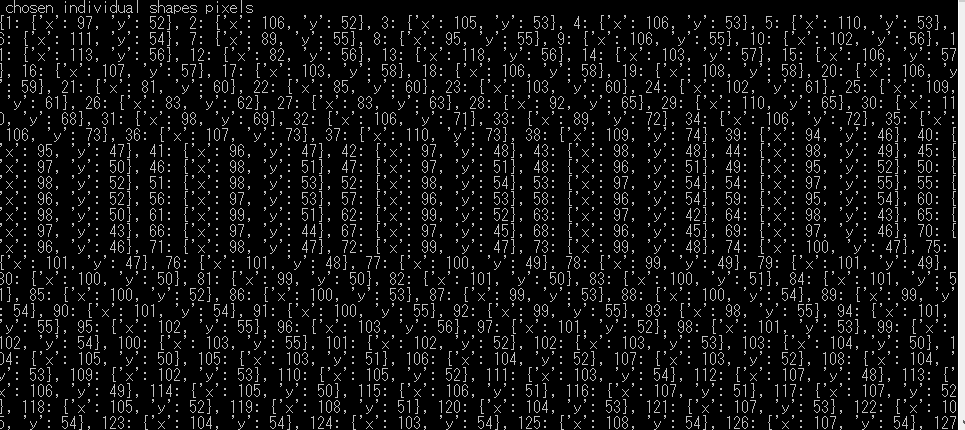 chosen individual shapes pixels
{1: {'x': 97, 'y': 52}, 2: {'x': 106, 'y': 52}, 3: {'x': 105, 'y': 53}, 4: {'x': 106, 'y': 53}, 5: {'x': 110, 'y': 53},
6: {'x': 111, 'y': 54}, 7: {'x': 89, 'y': 55}, 8: {'x': 95, 'y': 55}, 9: {'x': 106, 'y': 55}, 10: {'x': 102, 'y': 56}, 1
{'x': 113, 'y': 56}, 12: {'x': 82, 'y': 56}, 13: {'x': 118, 'y': 56}, 14: {'x': 103, 'y': 57}, 15: {'x': 106, 'y': 57
}, 16: {'x': 107, 'y': 57}, 17: {'x': 103, 'y': 58}, 18: {'x': 106, 'y': 58}, 19: {'x': 108, 'y': 58}, 20: {'x': 106, 'y
: 59}, 21: {'x': 81, 'y': 60}, 22: {'x': 85, 'y': 60}, 23: {'x': 103, 'y': 60}, 24: {'x': 102, 'y': 61}, 25: {'x': 109,
'y': 61}, 26: {'x': 83, 'y': 62}, 27: {'x': 83, 'y': 63}, 28: {'x': 92, 'y': 65}, 29: {'x': 110, 'y': 65}, 30: {'x': 11
0, 'y': 68}, 31: {'x': 98, 'y': 69}, 32: {'x': 106, 'y': 71}, 33: {'x': 89, 'y': 72}, 34: {'x': 106, 'y': 72}, 35: {'x':
106, 'y': 73}, 36: {'x': 107, 'y': 73}, 37: {'x': 110, 'y': 73}, 38: {'x': 109, 'y': 74}, 39: {'x': 94, 'y': 46}, 40: {
'x': 95, 'y': 47}, 41: {'x': 96, 'y': 47}, 42: {'x': 97, 'y': 48}, 43: {'x': 98, 'y': 48}, 44: {'x': 98, 'y': 49}, 45: {
'x': 97, 'y': 50}, 46: {'x': 98, 'y': 50}, 47: {'x': 98, 'y': 51}, 48: {'x': 96, 'y': 51}, 49: {'x': 95, 'y': 52}, 50: {
'x': 98, 'y': 52}, 51: {'x': 98, 'y': 53}, 52: {'x': 97, 'y': 53}, 53: {'x': 97, 'y': 54}, 54: {'x': 97, 'y': 55}, 55: {
'x': 96, 'y': 52}, 56: {'x': 97, 'y': 52}, 57: {'x': 96, 'y': 53}, 58: {'x': 96, 'y': 54}, 59: {'x': 98, 'y': 55}, 60: {
'x': 98, 'y': 50}, 61: {'x': 99, 'y': 51}, 62: {'x': 99, 'y': 52}, 63: {'x': 97, 'y': 42}, 64: {'x': 98, 'y': 43}, 65: {
'x': 97, 'y': 43}, 66: {'x': 97, 'y': 44}, 67: {'x': 97, 'y': 45}, 68: {'x': 96, 'y': 45}, 69: {'x': 97, 'y': 46}, 70: {
'x': 96, 'y': 46}, 71: {'x': 98, 'y': 47}, 72: {'x': 99, 'y': 47}, 73: {'x': 99, 'y': 48}, 74: {'x': 100, 'y': 47}, 75:
{'x': 101, 'y': 47}, 76: {'x': 101, 'y': 48}, 77: {'x': 100, 'y': 49}, 78: {'x': 99, 'y': 49}, 79: {'x': 101, 'y': 49},
80: {'x': 100, 'y': 50}, 81: {'x': 99, 'y': 50}, 82: {'x': 101, 'y': 50}, 83: {'x': 100, 'y': 51}, 84: {'x': 101, 'y': 5
1}, 85: {'x': 100, 'y': 52}, 86: {'x': 100, 'y': 53}, 87: {'x': 99, 'y': 53}, 88: {'x': 100, 'y': 54}, 89: {'x': 99, 'y'
: 54}, 90: {'x': 101, 'y': 54}, 91: {'x': 100, 'y': 55}, 92: {'x': 99, 'y': 55}, 93: {'x': 98, 'y': 55}, 94: {'x': 101,
'y': 55}, 95: {'x': 102, 'y': 55}, 96: {'x': 103, 'y': 56}, 97: {'x': 101, 'y': 52}, 98: {'x': 101, 'y': 53}, 99: {'x':
102, 'y': 54}, 100: {'x': 103, 'y': 55}, 101: {'x': 102, 'y': 53}, 102: {'x': 103, 'y': 53}, 103: {'x': 104, 'y': 50}, 1
04: {'x': 105, 'y': 50}, 105: {'x': 103, 'y': 51}, 106: {'x': 104, 'y': 52}, 107: {'x': 103, 'y': 52}, 108: {'x': 104, '
y': 53}, 109: {'x': 102, 'y': 52}, 110: {'x': 105, 'y': 52}, 111: {'x': 103, 'y': 54}, 112: {'x': 107, 'y': 48}, 113: {'
x': 106, 'y': 49}, 114: {'x': 105, 'y': 50}, 115: {'x': 106, 'y': 51}, 116: {'x': 107, 'y': 51}, 117: {'x': 107, 'y': 52
}, 118: {'x': 105, 'y': 52}, 119: {'x': 108, 'y': 51}, 120: {'x': 104, 'y': 53}, 121: {'x': 107, 'y': 53}, 122: {'x': 10
5, 'y': 54}, 123: {'x': 104, 'y': 54}, 124: {'x': 103, 'y': 54}, 125: {'x': 108, 'y': 54}, 126: {'x': 107, 'y': 54}, 127